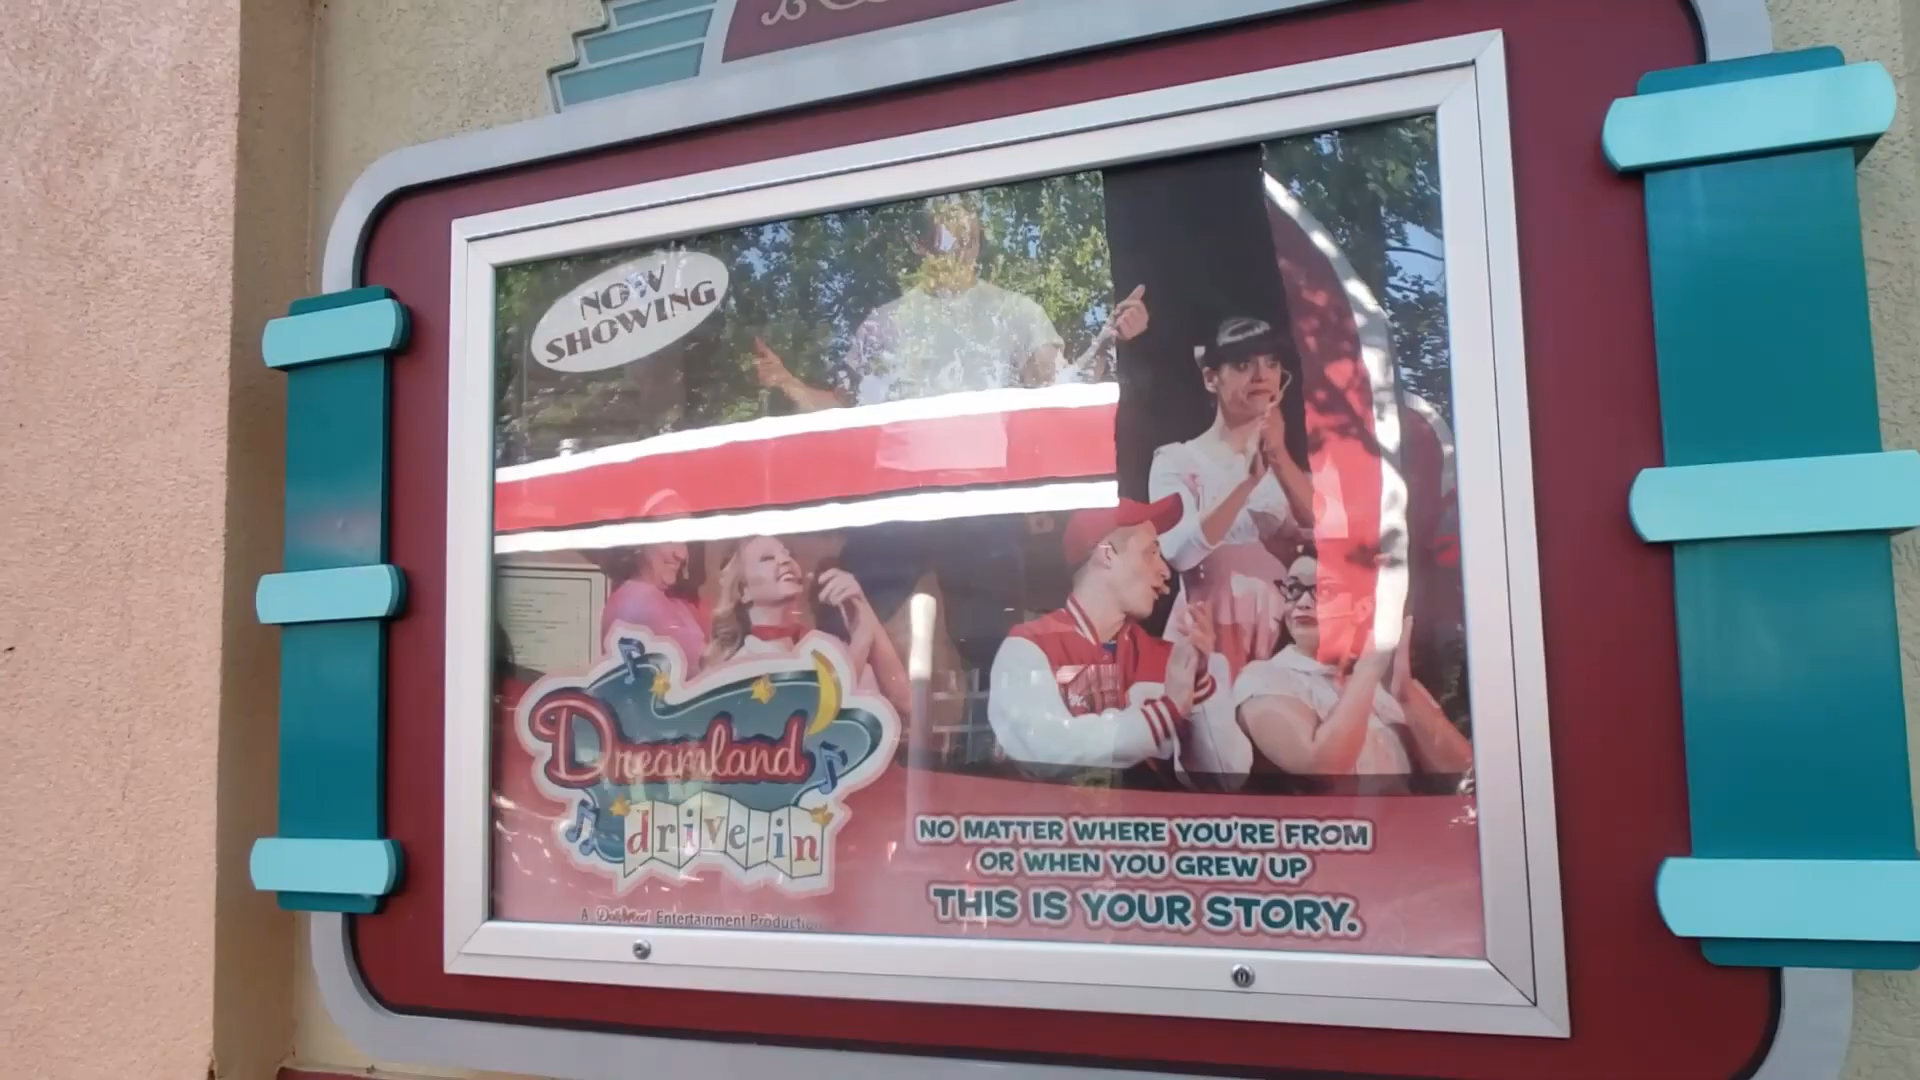 NOW
SHOWING
Dreamland
drive-in
NO MATTER WHERE YOU'RE FROM
OR WHEN YOU GREW UP
THIS IS YOUR STORY.
A Dollywood Entertainment Production